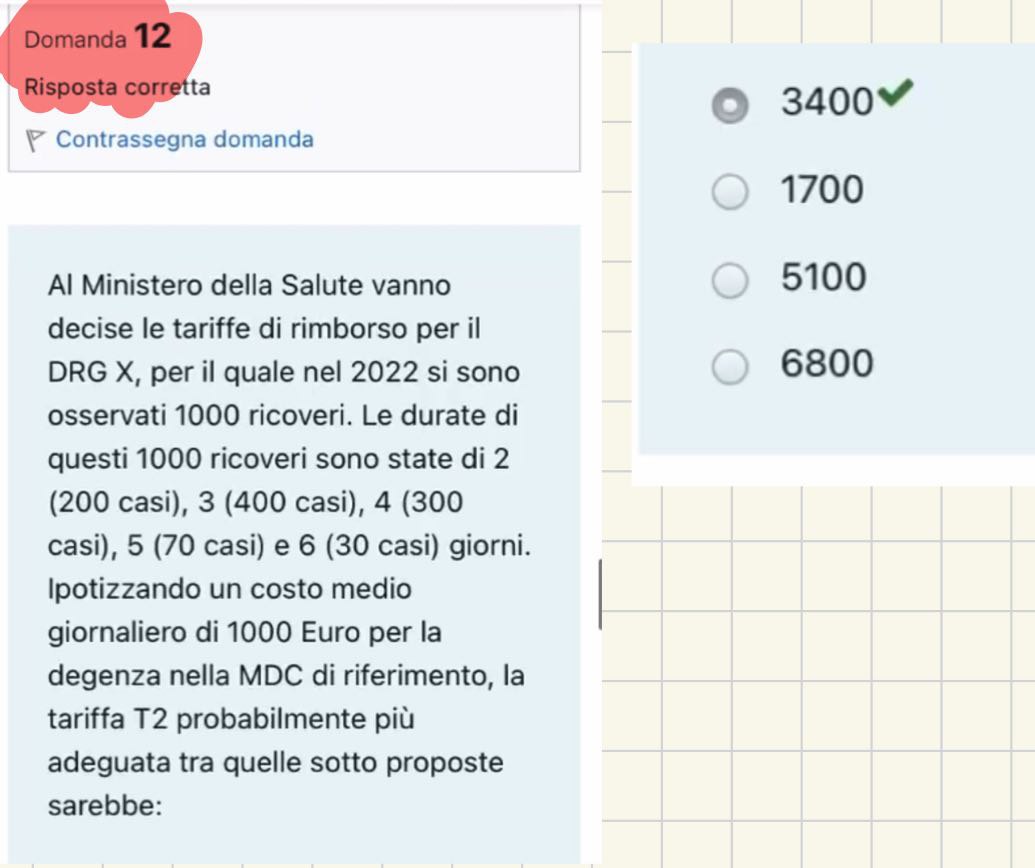 Domanda 12
Risposta corretta
Contrassegna domanda
Al Ministero della Salute vanno
decise le tariffe di rimborso per il
DRG X, per il quale nel 2022 si sono
osservati 1000 ricoveri. Le durate di
questi 1000 ricoveri sono state di 2
(200 casi), 3 (400 casi), 4 (300
casi), 5 (70 casi) e 6 (30 casi) giorni.
Ipotizzando un costo medio
giornaliero di 1000 Euro per la
degenza nella MDC di riferimento, la
tariffa T2 probabilmente più
adeguata tra quelle sotto proposte
sarebbe:
3400
1700
5100
6800